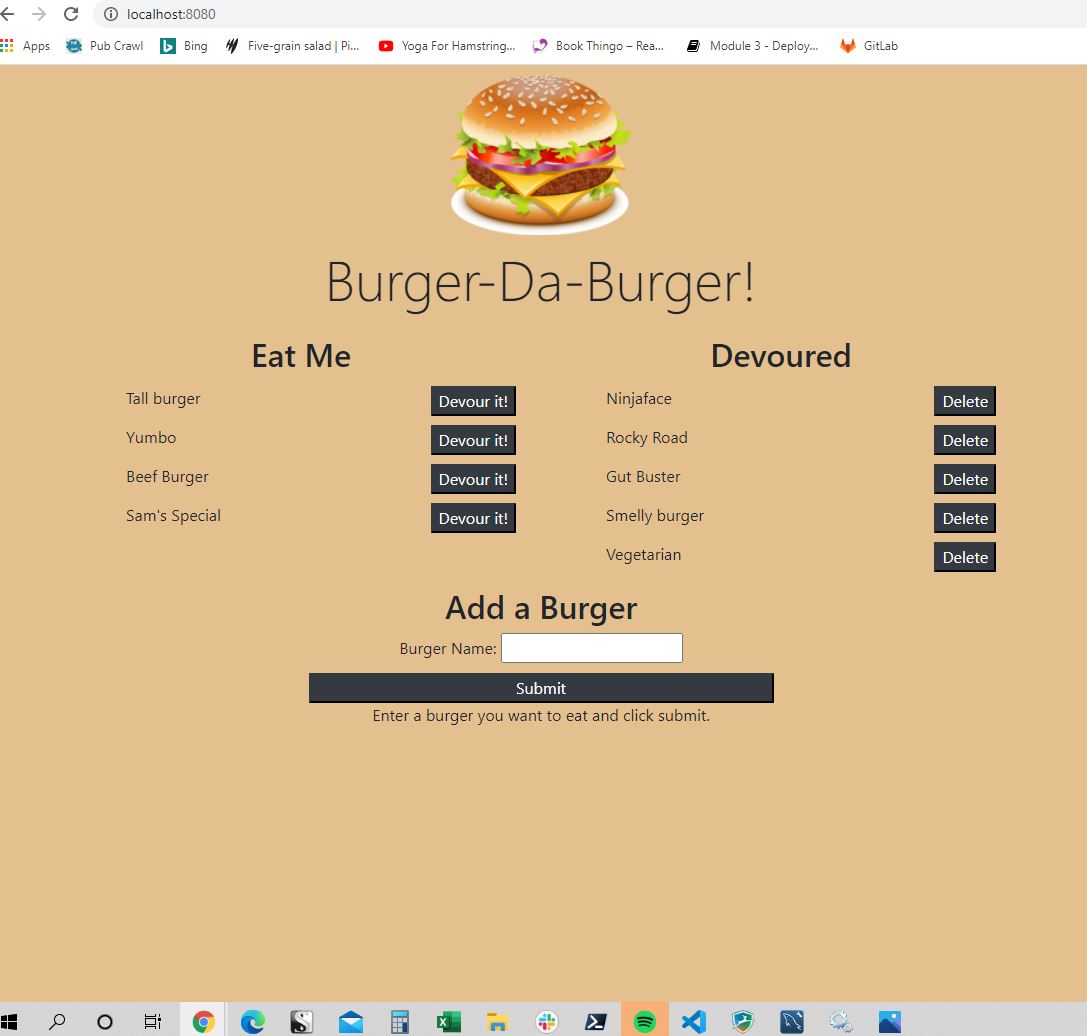 localhost:8080
Apps Pub Crawl Bing Five-grain salad | Pi... Yoga For Hamstring... Book Thingo – Rea... Module 3 - Deploy... GitLab
Burger-Da-Burger!
Eat Me
Tall burger Devour it!
Yumbo Devour it!
Beef Burger Devour it!
Sam's Special Devour it!
Devoured
Ninjaface Delete
Rocky Road Delete
Gut Buster Delete
Smelly burger Delete
Vegetarian Delete
Add a Burger
Burger Name:
Submit
Enter a burger you want to eat and click submit.